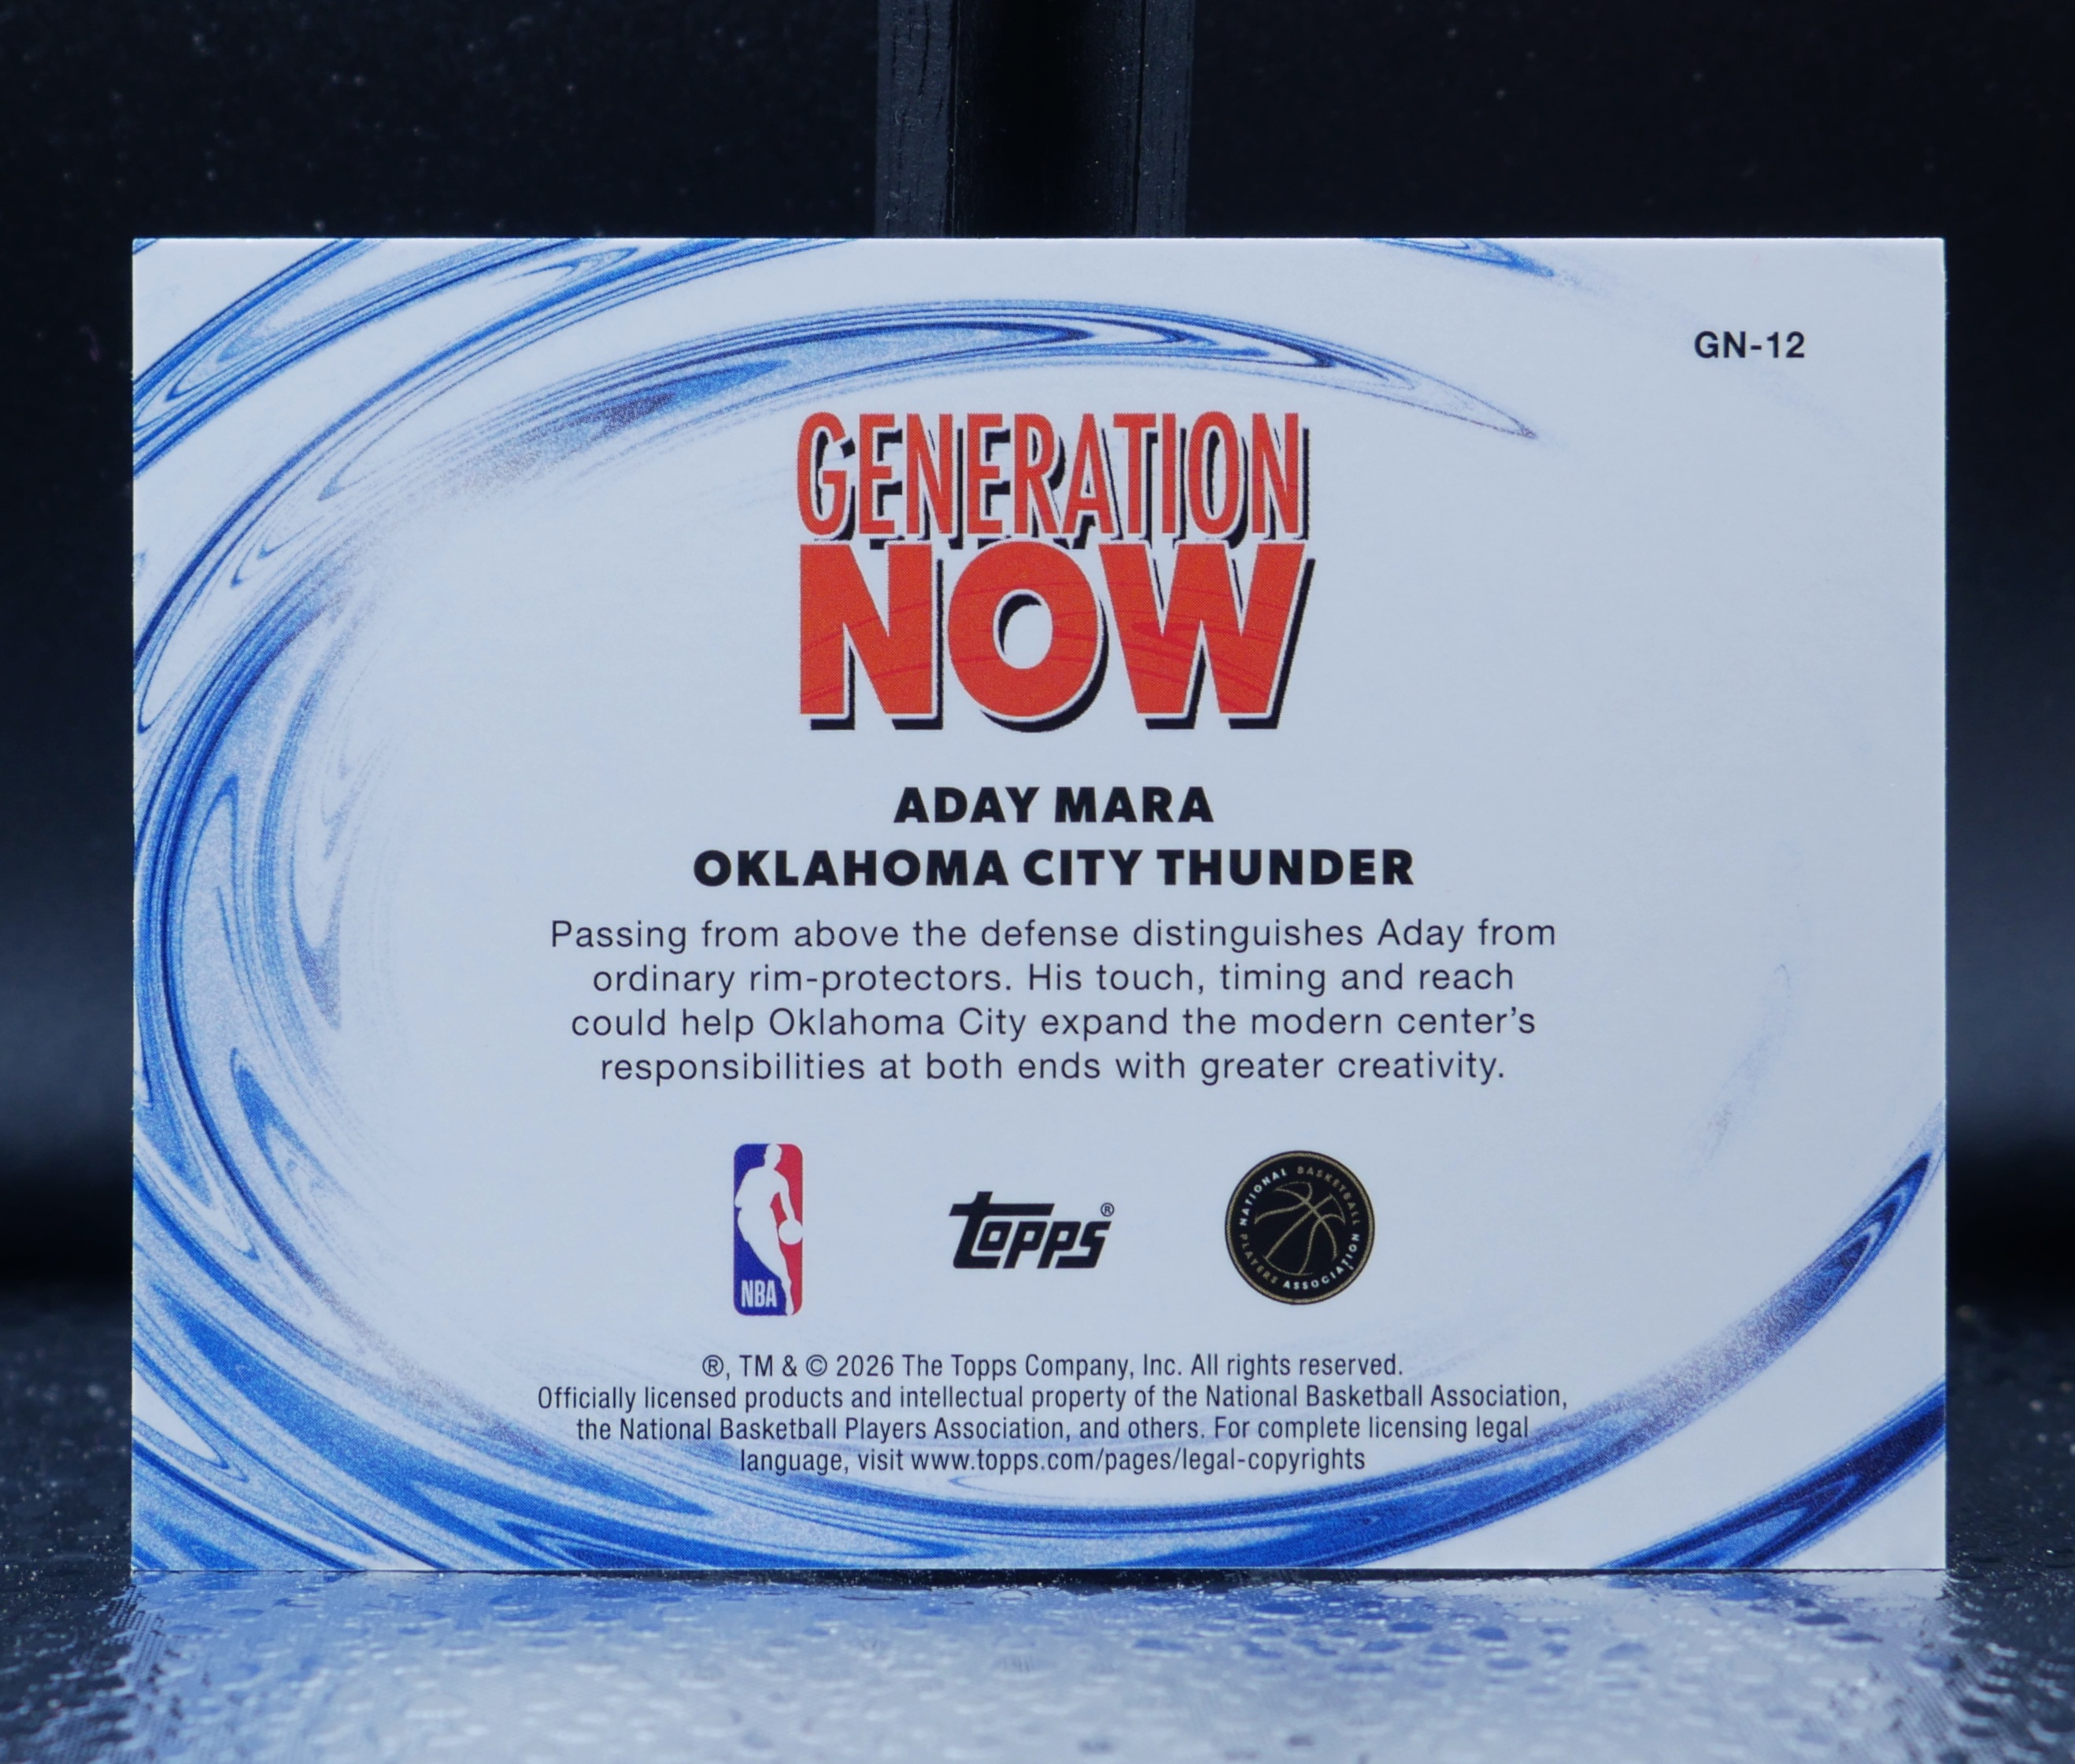 GN-12
GENERATION
NOW
ADAY MARA
OKLAHOMA CITY THUNDER
Passing from above the defense distinguishes Aday from
ordinary rim-protectors. His touch, timing and reach
could help Oklahoma City expand the modern center's
responsibilities at both ends with greater creativity.
NBA
topps®
NATIONAL BASKETBALL
PLAYERS ASSOCIATION
®, TM & © 2026 The Topps Company, Inc. All rights reserved.
Officially licensed products and intellectual property of the National Basketball Association,
the National Basketball Players Association, and others. For complete licensing legal
language, visit www.topps.com/pages/legal-copyrights